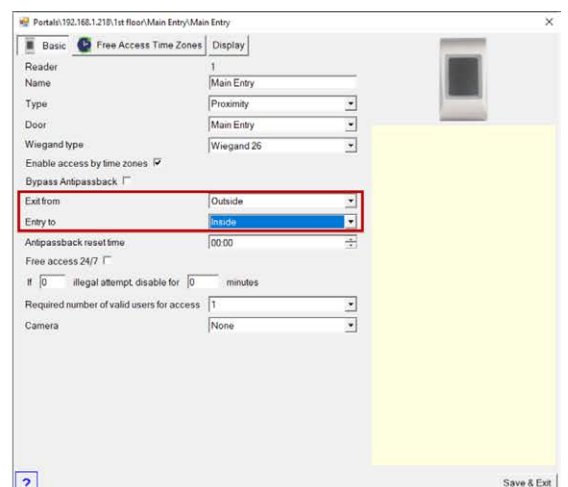 Portals\192.168.1.218\1st floor\Main Entry\Main Entry
Basic Free Access Time Zones Display
Reader 1
Name Main Entry
Type Proximity
Door Main Entry
Wiegand type Wiegand 26
Enable access by time zones
Bypass Antipassback
Exit from Outside
Entry to Inside
Antipassback reset time 00:00
Free access 24/7
If 0 illegal attempt, disable for 0 minutes
Required number of valid users for access 1
Camera None
? Save & Exit